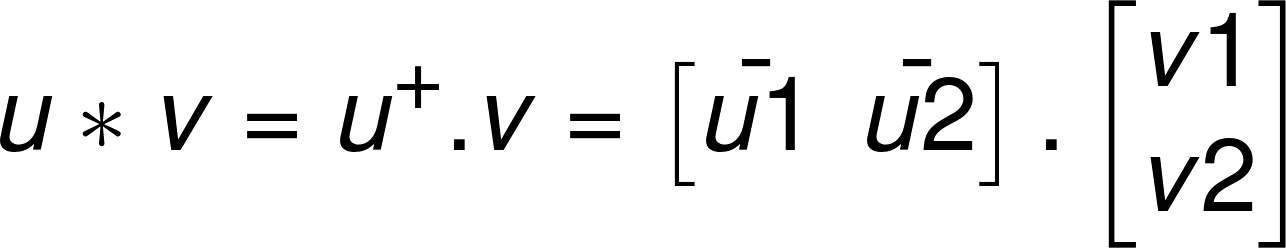 u ∗ v = u⁺.v = [ū1 ū2] . [v1
v2]